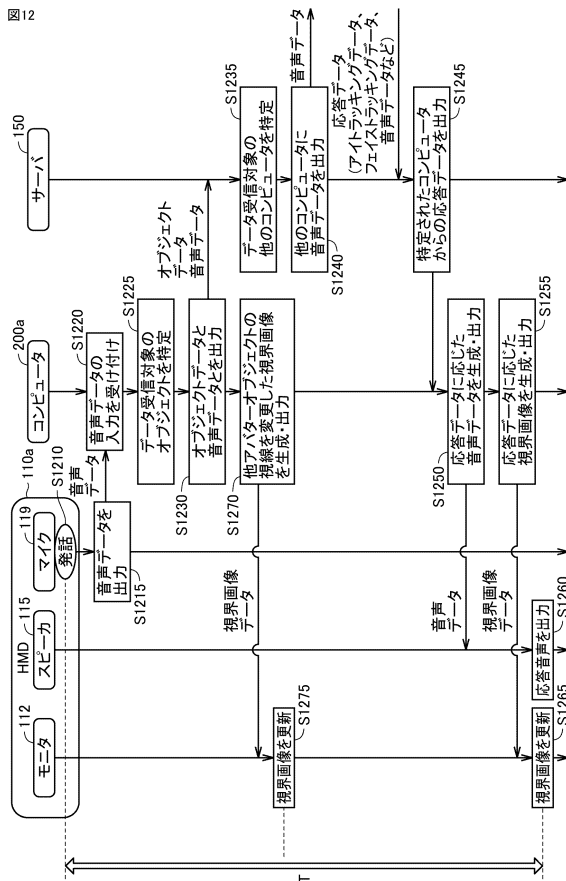 図12
110a
HMD
モニタ
112
スピーカ
115
マイク
119
コンピュータ
200a
サーバ
150
発話
S1210
音声データを
出力
S1215
音声
データ
音声データの
入力を受け付け
S1220
データ受信対象の
オブジェクトを特定
S1225
オブジェクトデータと
音声データとを出力
S1230
オブジェクト
データ
音声データ
データ受信対象の
他のコンピュータを特定
S1235
他のコンピュータに
音声データを出力
S1240
音声データ
応答データ
(アイトラッキングデータ、
フェイストラッキングデータ、
音声データなど)
特定されたコンピュータ
からの応答データを出力
S1245
他アバターオブジェクトの
視線を変更した視界画像
を生成・出力
S1270
視界画像
データ
視界画像を更新
S1275
応答データに応じた
音声データを生成・出力
S1250
音声
データ
応答データに応じた
視界画像を生成・出力
S1255
視界画像
データ
応答音声を出力
S1260
視界画像を更新
S1265
T